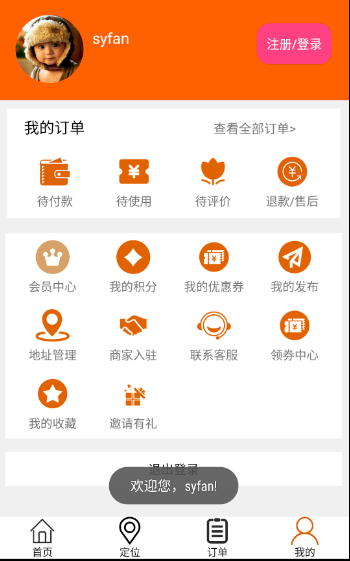 syfan
注册/登录
我的订单 查看全部订单>
待付款 待使用 待评价 退款/售后
会员中心 我的积分 我的优惠券 我的发布
地址管理 商家入驻 联系客服 领券中心
我的收藏 邀请有礼
退出登录
欢迎您，syfan!
首页 定位 订单 我的